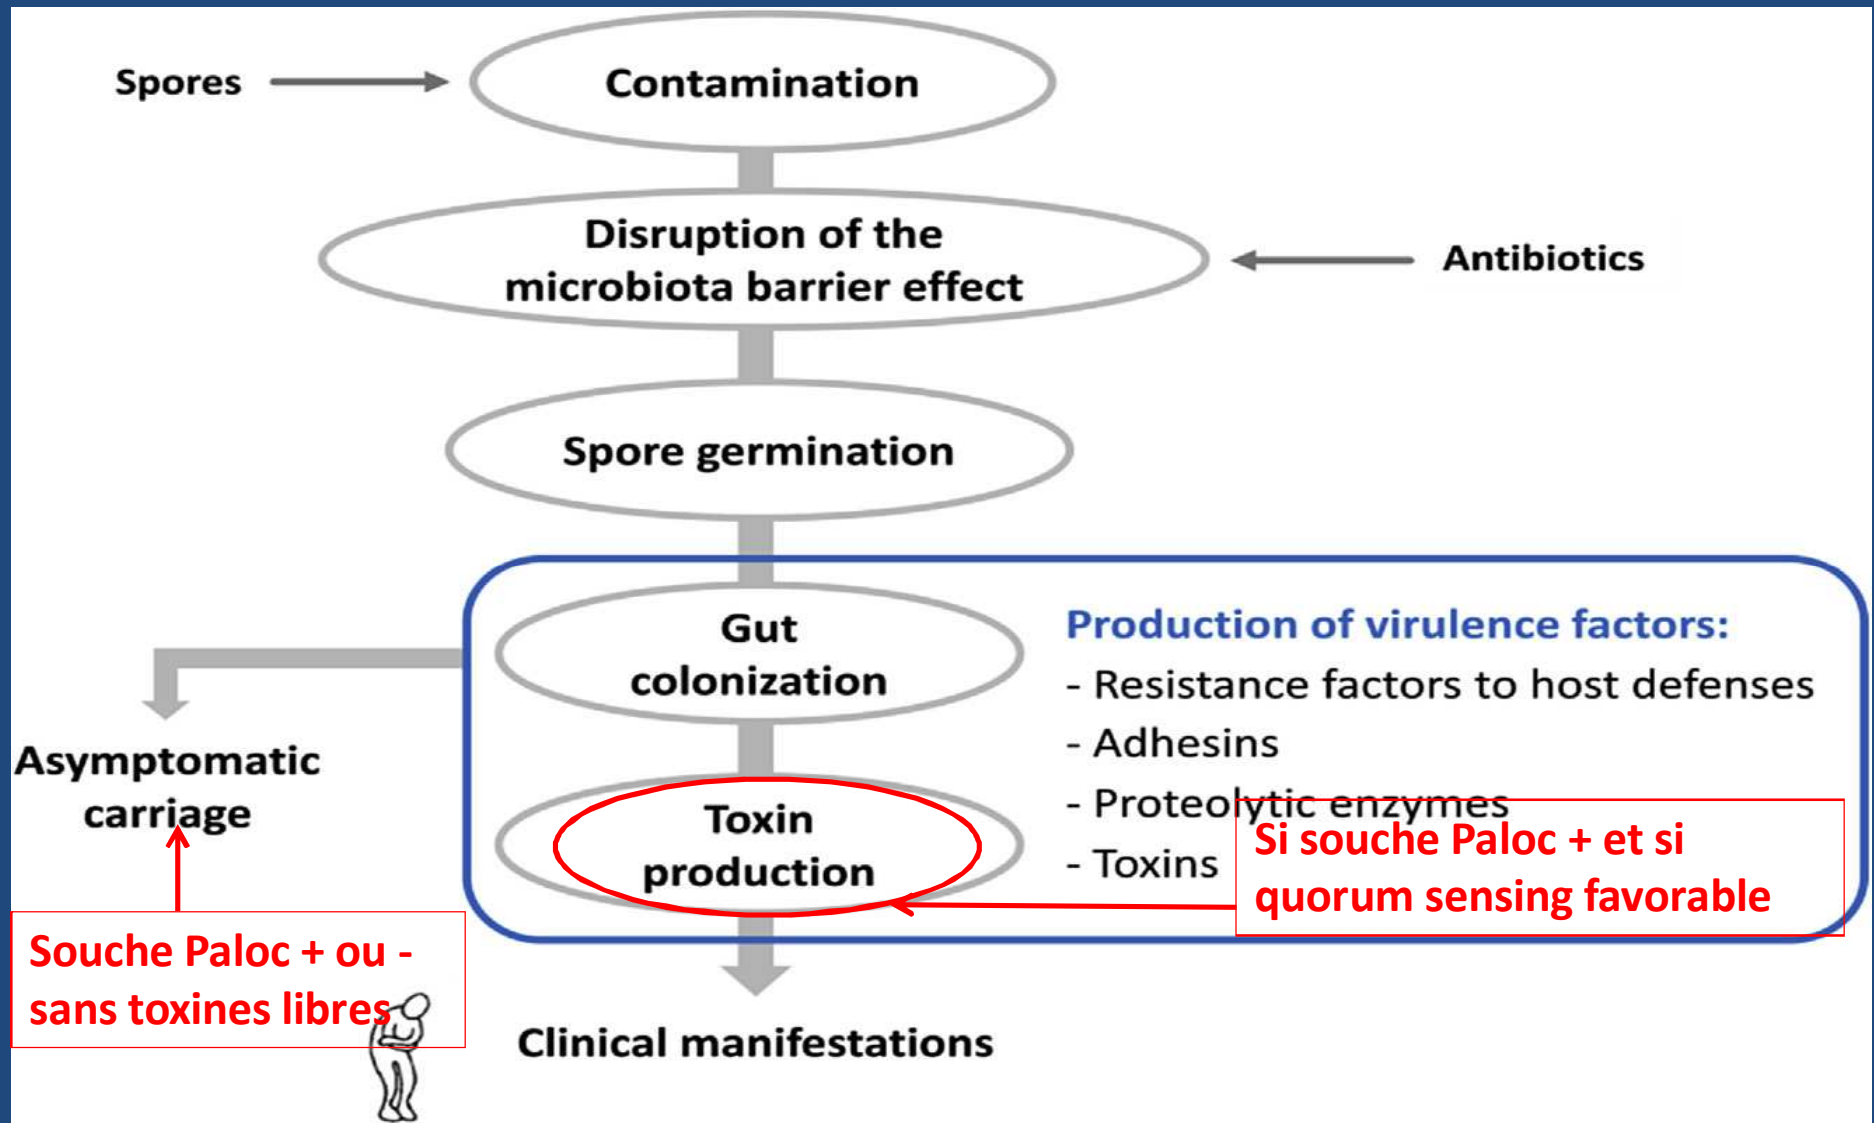 Spores
Contamination
Disruption of the
microbiota barrier effect
Antibiotics
Spore germination
Gut
colonization
Production of virulence factors:
- Resistance factors to host defenses
- Adhesins
- Proteolytic enzymes
- Toxins
Toxin
production
Si souche Paloc + et si
quorum sensing favorable
Asymptomatic
carriage
Souche Paloc + ou -
sans toxines libres
Clinical manifestations